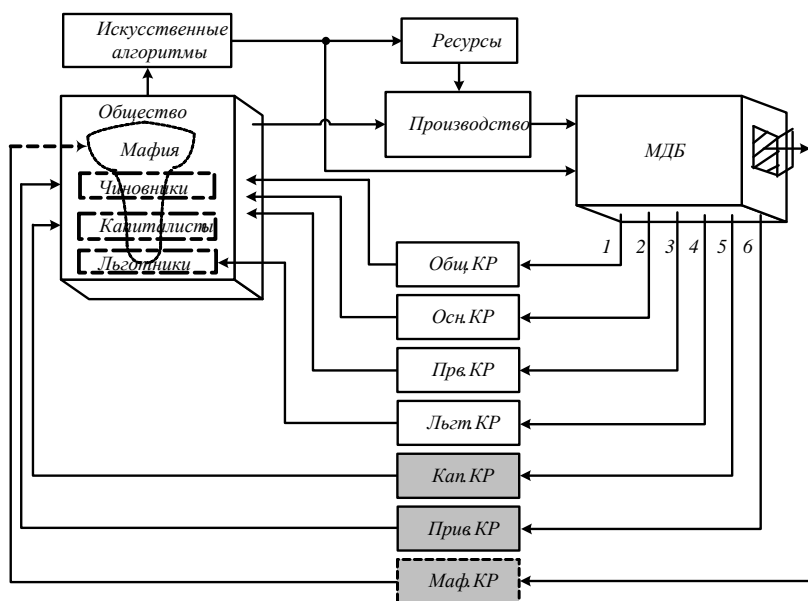 Искусственные
алгоритмы
Ресурсы
Общество
Мафия
Чиновники
Капиталисты
Льготники
Производство
МДБ
1 2 3 4 5 6
Общ.КР
Осн.КР
Прв.КР
Льгт.КР
Кап.КР
Прив.КР
Маф.КР